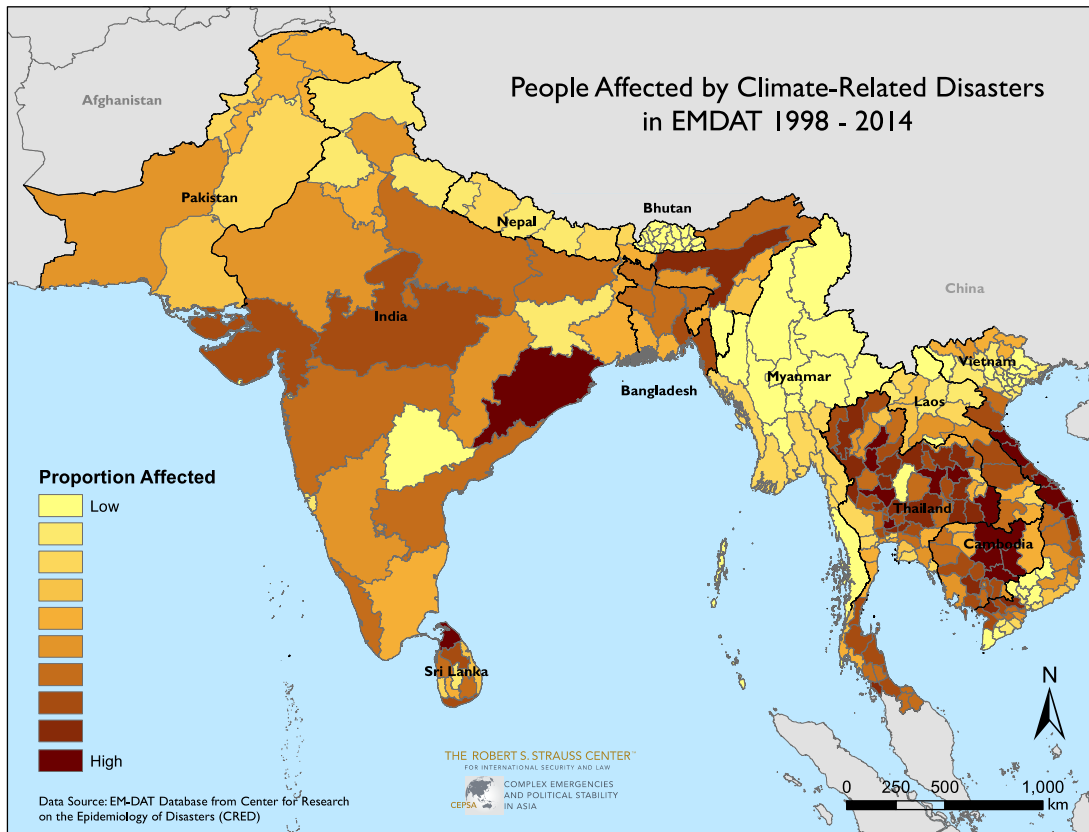 People Affected by Climate-Related Disasters
in EMDAT 1998 - 2014
Afghanistan
Pakistan
Nepal
Bhutan
China
India
Bangladesh
Myanmar
Vietnam
Laos
Thailand
Cambodia
Sri Lanka
Proportion Affected
Low
High
N
THE ROBERT S. STRAUSS CENTER™
FOR INTERNATIONAL SECURITY AND LAW
CEPSA
COMPLEX EMERGENCIES
AND POLITICAL STABILITY
IN ASIA
0 250 500 1,000
km
Data Source: EM-DAT Database from Center for Research
on the Epidemiology of Disasters (CRED)